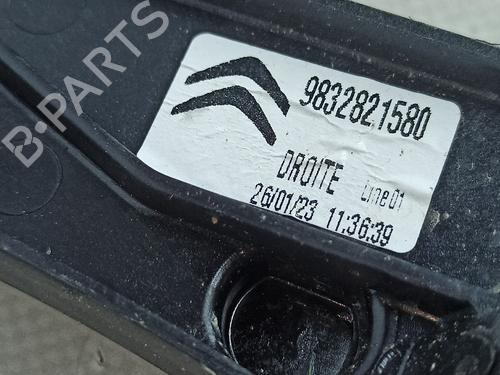 B-PARTS
9832821580
DROITE Line 01
26/01/23 11:36:39